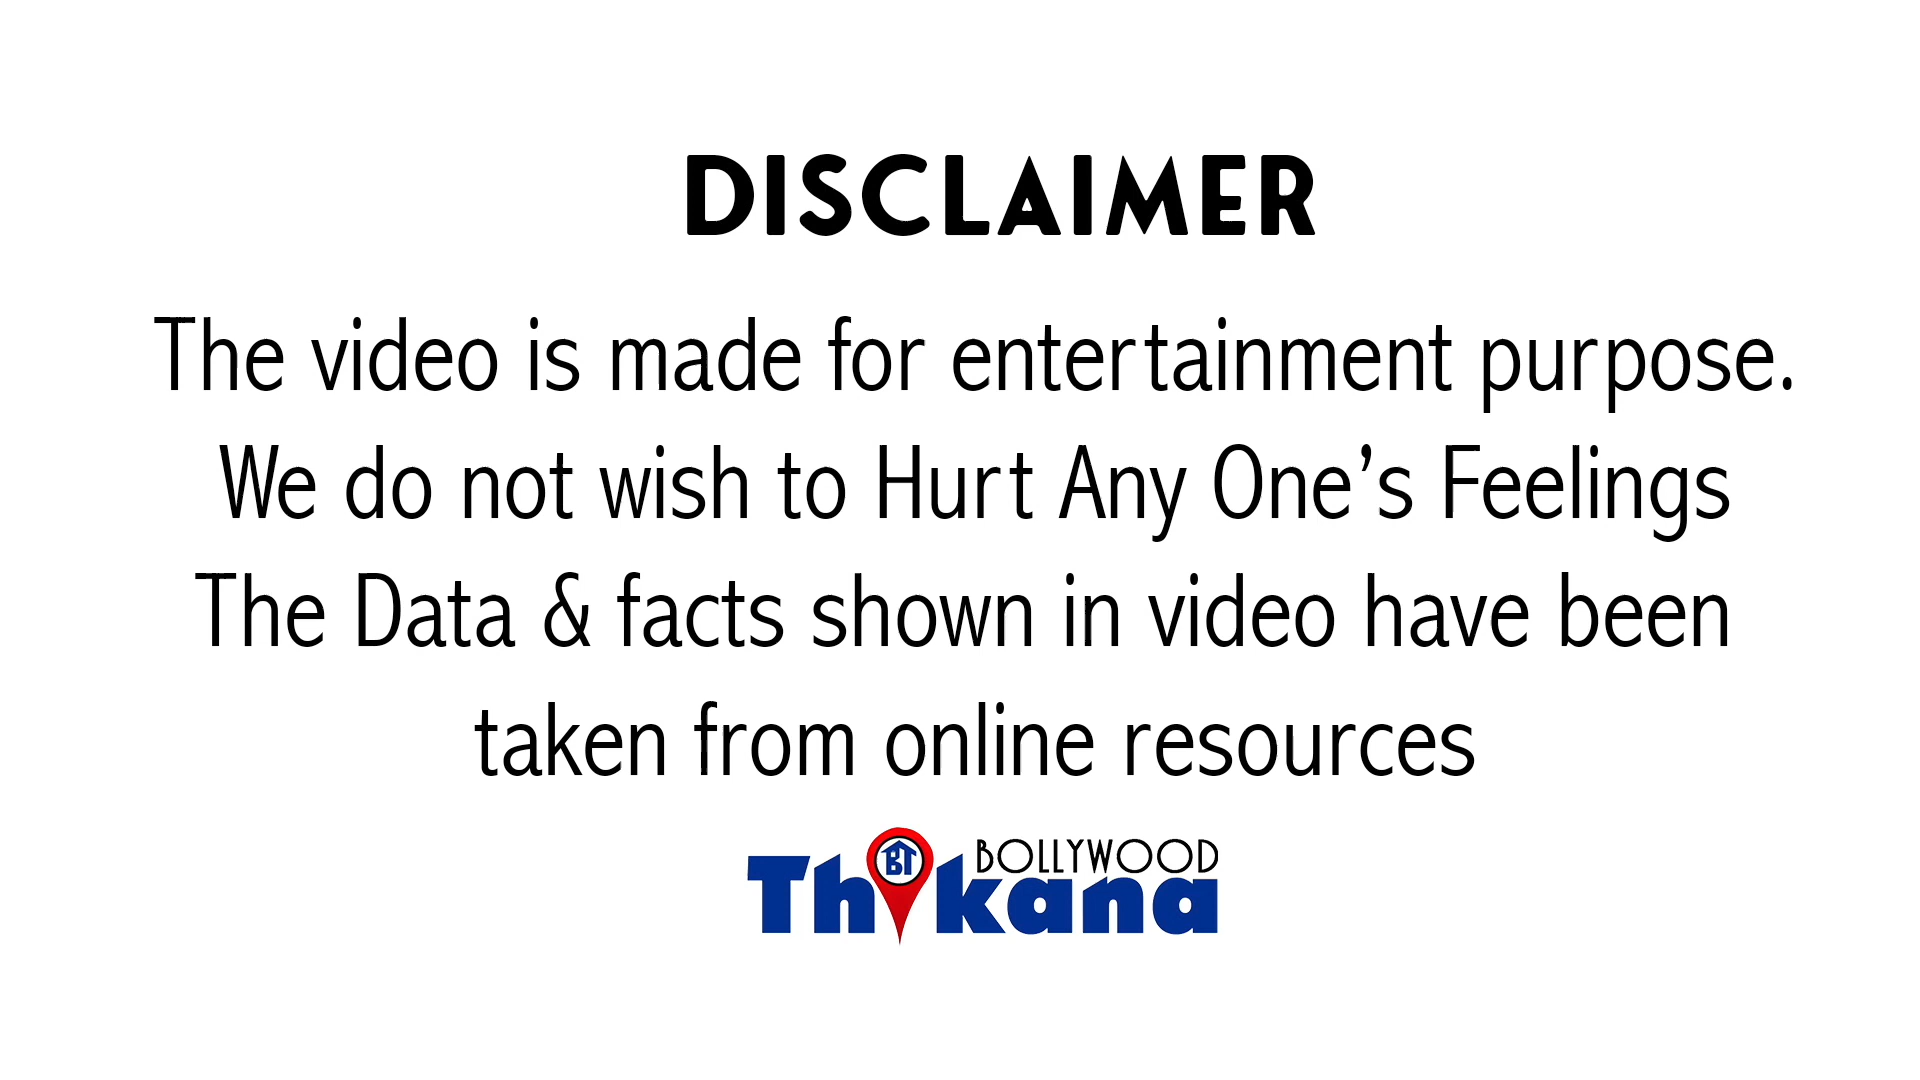 DISCLAIMER
The video is made for entertainment purpose.
We do not wish to Hurt Any One’s Feelings
The Data & facts shown in video have been
taken from online resources
BT BOLLYWOOD
Thikana